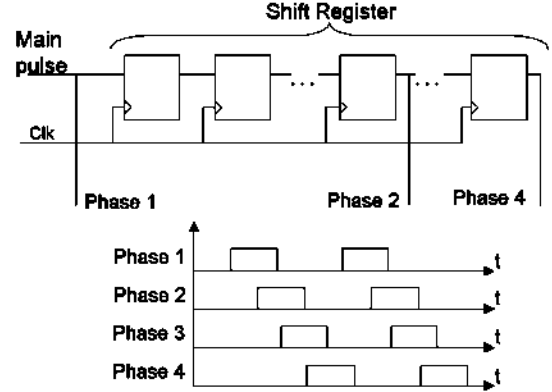 Shift Register
Main
pulse
...
...
Clk
Phase 1
Phase 2
Phase 4
Phase 1
t
Phase 2
t
Phase 3
t
Phase 4
t